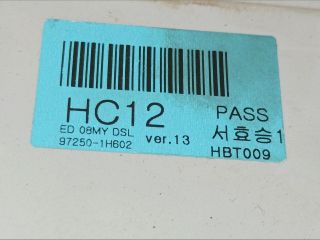 HC12 PASS
ED 08MY DSL
97250-1H602 ver.13 서효승1
HBT009